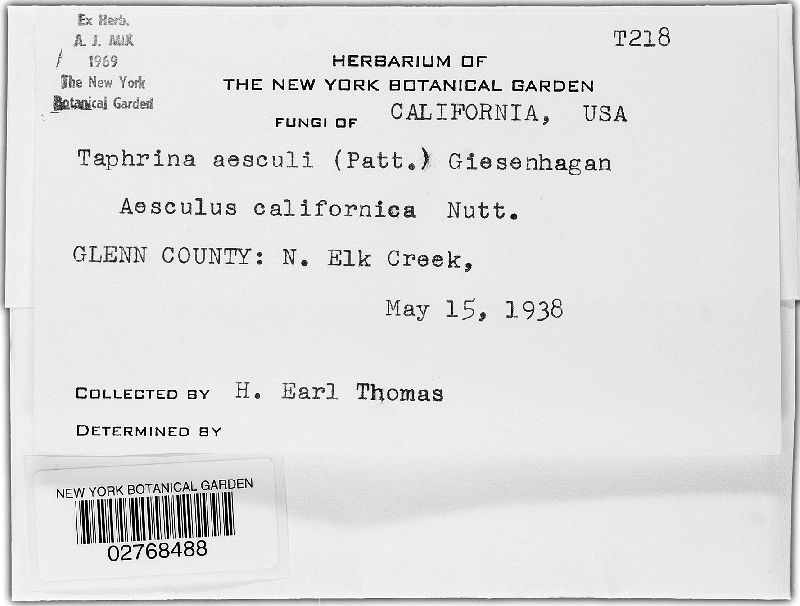 Ex Herb.
A. J. MIX
1969
The New York
Botanical Garden
T218
HERBARIUM OF
THE NEW YORK BOTANICAL GARDEN
FUNGI OF CALIFORNIA, USA
Taphrina aesculi (Patt.) Giesenhagan
Aesculus californica Nutt.
GLENN COUNTY: N. Elk Creek,
May 15, 1938
COLLECTED BY H. Earl Thomas
DETERMINED BY
NEW YORK BOTANICAL GARDEN
02768488